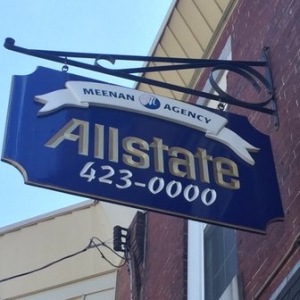 MEENAN AGENCY
Allstate
423-0000